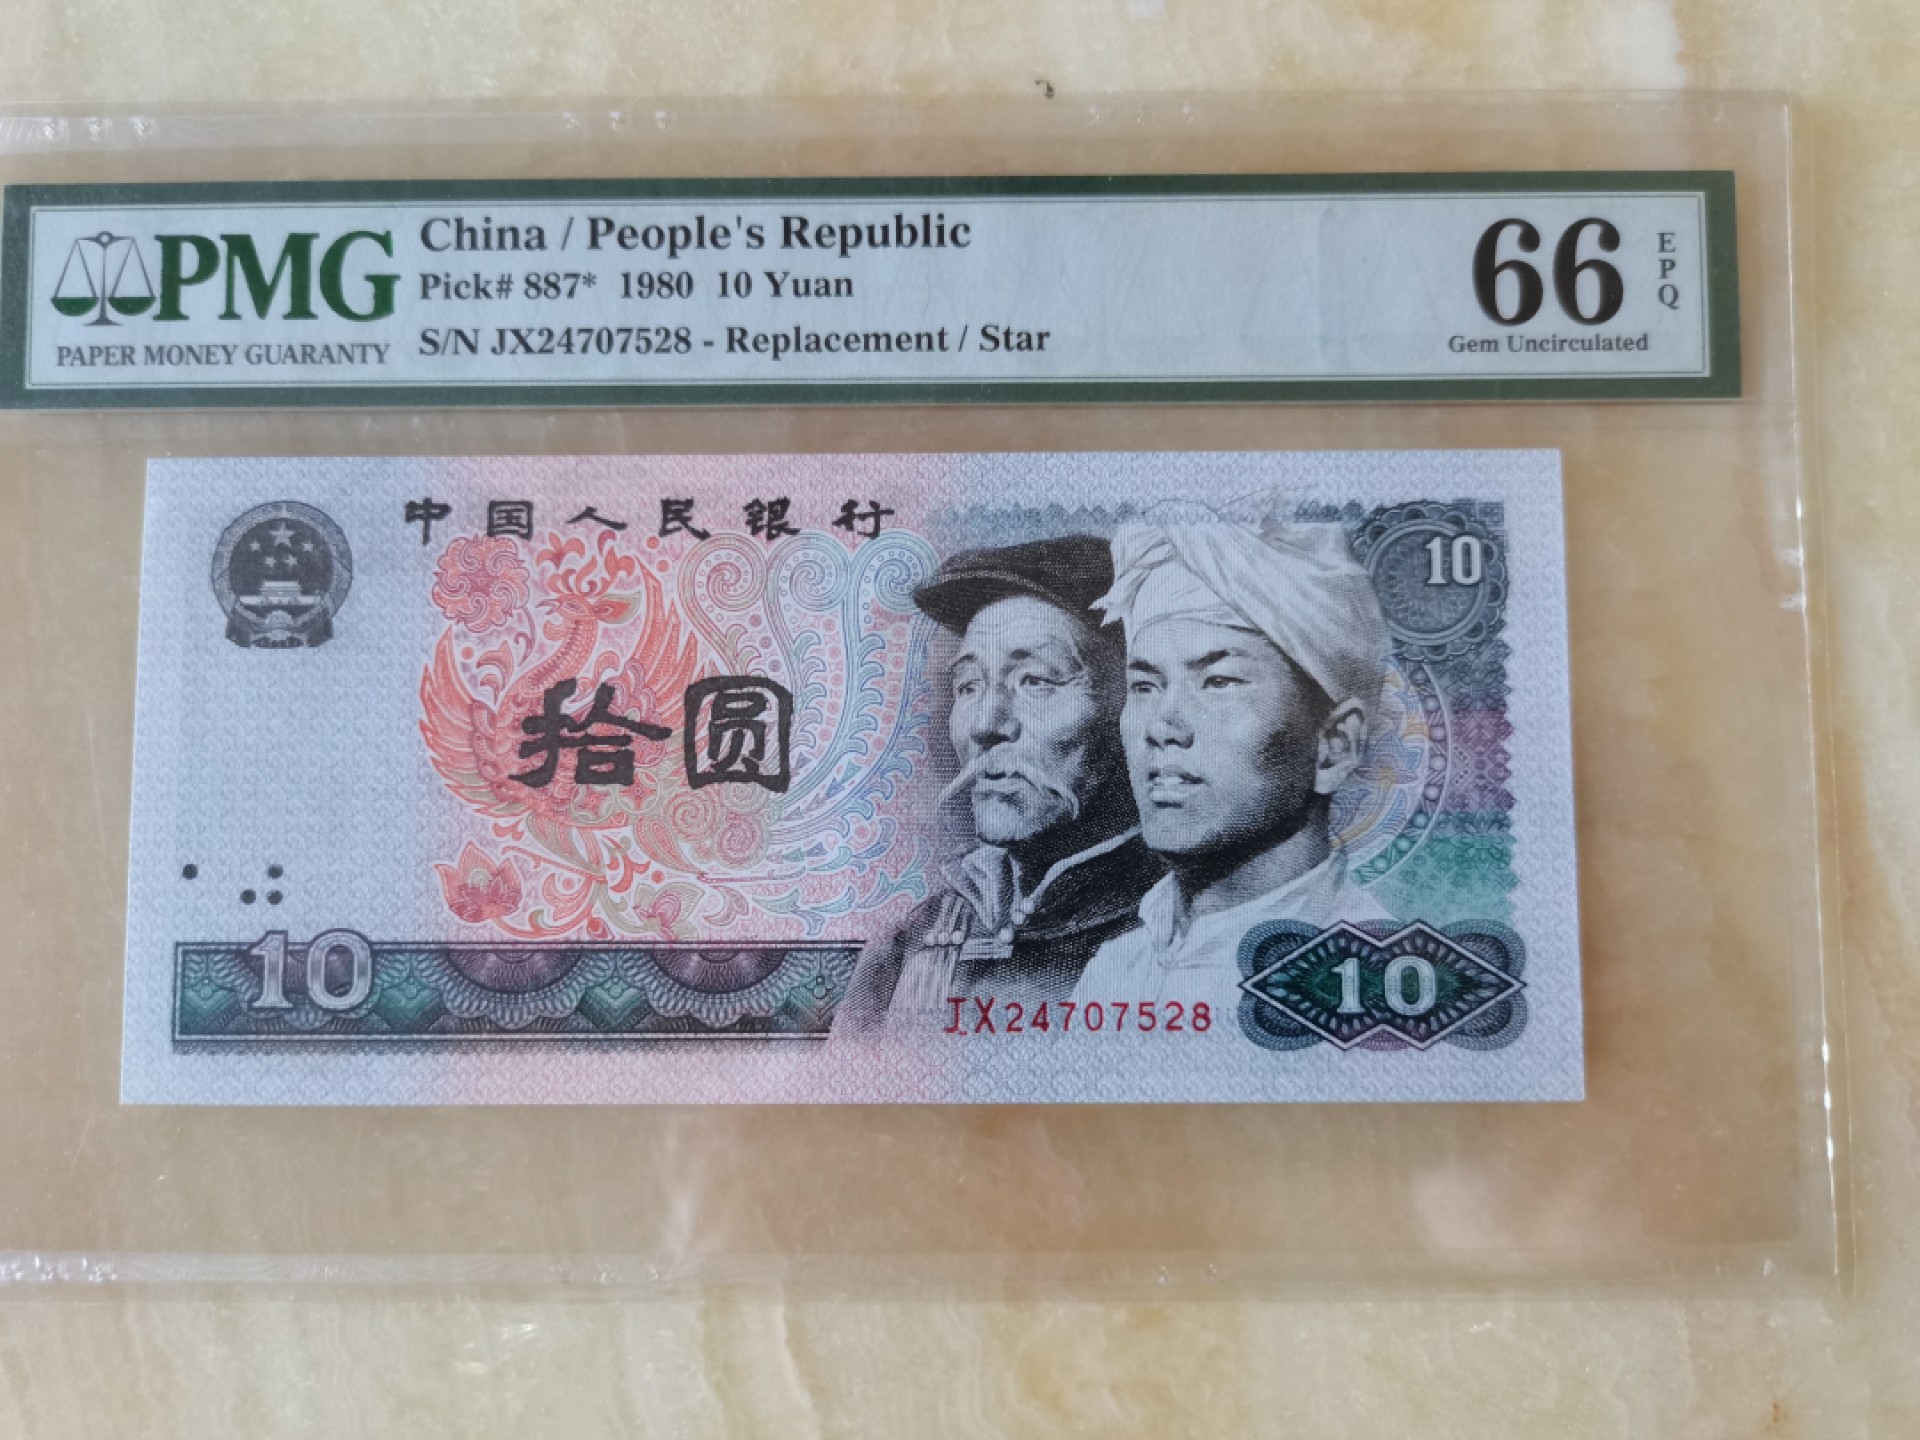 PMG
PAPER MONEY GUARANTY
China / People's Republic
Pick# 887* 1980 10 Yuan
S/N JX24707528 - Replacement / Star
66
EPQ
Gem Uncirculated
中国人民银行
10
拾圆
10
JX24707528
10